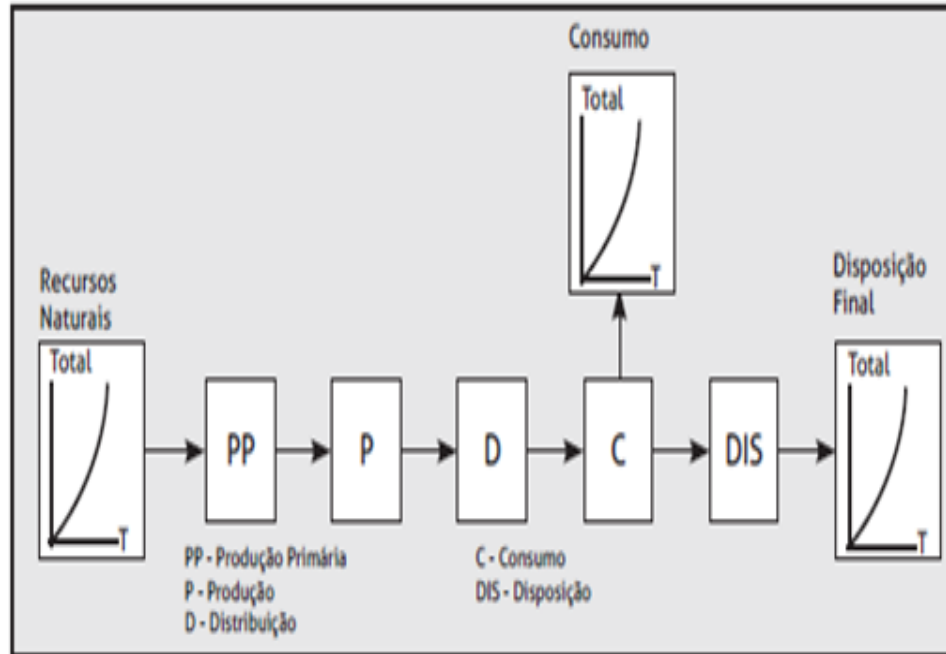 Consumo
Total
T
Recursos
Naturais
Total
T
Disposição
Final
Total
T
PP
P
D
C
DIS
PP - Produção Primária
P - Produção
D - Distribuição
C - Consumo
DIS - Disposição